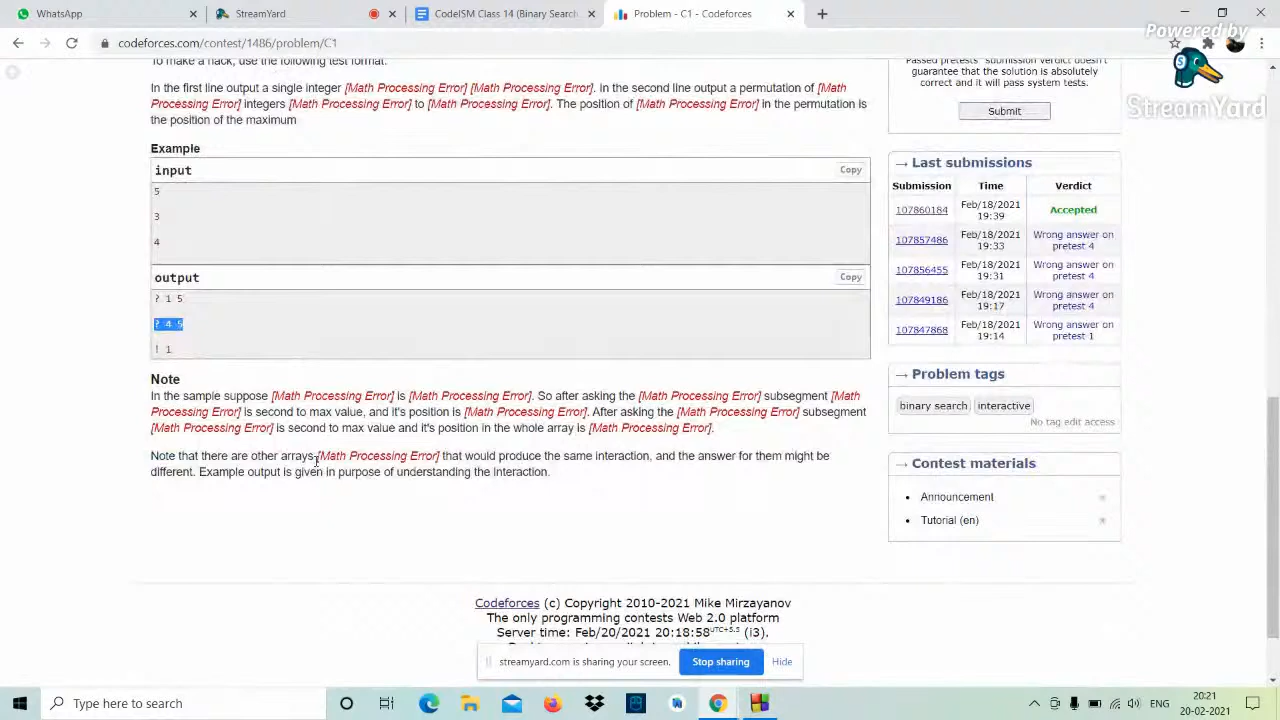 WhatsApp
StreamYard
CodeISM Class 14 (Binary Search
Problem - C1 - Codeforces
codeforces.com/contest/1486/problem/C1
Powered by
StreamYard
To make a hack, use the following test format.
In the first line output a single integer [Math Processing Error] [Math Processing Error]. In the second line output a permutation of [Math
Processing Error] integers [Math Processing Error] to [Math Processing Error]. The position of [Math Processing Error] in the permutation is
the position of the maximum
Example
input
Copy
5
3
4
output
Copy
? 1 5
? 4 5
! 1
Note
In the sample suppose [Math Processing Error] is [Math Processing Error]. So after asking the [Math Processing Error] subsegment [Math
Processing Error] is second to max value, and it's position is [Math Processing Error]. After asking the [Math Processing Error] subsegment
[Math Processing Error] is second to max value and it's position in the whole array is [Math Processing Error].
Note that there are other arrays [Math Processing Error] that would produce the same interaction, and the answer for them might be
different. Example output is given in purpose of understanding the interaction.
Passed pretests' submission verdict doesn't
guarantee that the solution is absolutely
correct and it will pass system tests.
Submit
→ Last submissions
Submission Time Verdict
107860184 Feb/18/2021 19:39 Accepted
107857486 Feb/18/2021 19:33 Wrong answer on pretest 4
107856455 Feb/18/2021 19:31 Wrong answer on pretest 4
107849186 Feb/18/2021 19:17 Wrong answer on pretest 4
107847868 Feb/18/2021 19:14 Wrong answer on pretest 1
→ Problem tags
binary search interactive
No tag edit access
→ Contest materials
Announcement
Tutorial (en)
Codeforces (c) Copyright 2010-2021 Mike Mirzayanov
The only programming contests Web 2.0 platform
Server time: Feb/20/2021 20:18:58 UTC+5.5 (i3).
streamyard.com is sharing your screen.
Stop sharing
Hide
Type here to search
ENG
20:21
20-02-2021